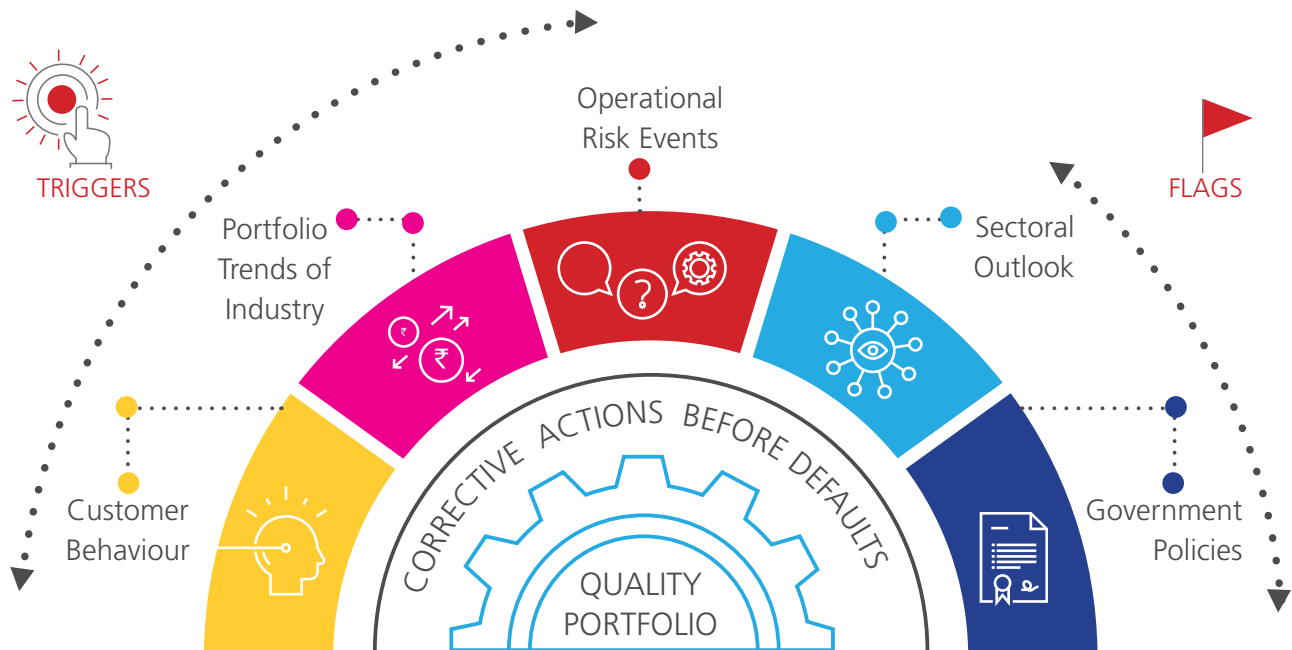 TRIGGERS
Operational
Risk Events
FLAGS
Portfolio
Trends of
Industry
₹
₹
?
Sectoral
Outlook
Customer
Behaviour
Government
Policies
CORRECTIVE ACTIONS BEFORE DEFAULTS
QUALITY
PORTFOLIO